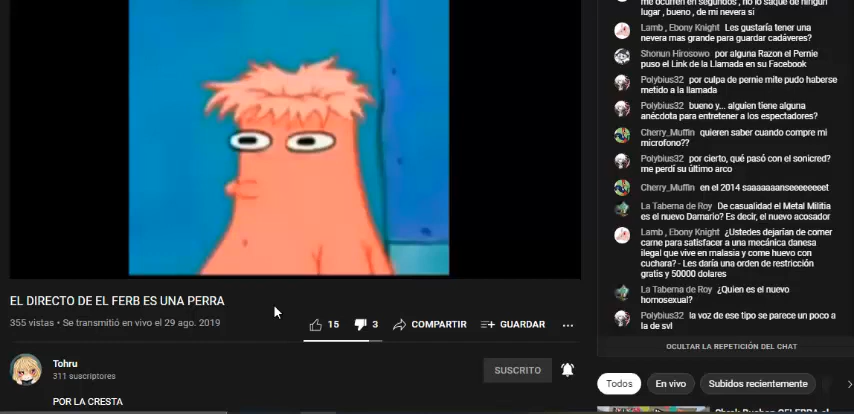 EL DIRECTO DE EL FERB ES UNA PERRA
355 vistas • Se transmitió en vivo el 29 ago. 2019
15
3
COMPARTIR
GUARDAR
Tohru
311 suscriptores
SUSCRITO
POR LA CRESTA
me ocurren en segundos , no lo saque de ningun
lugar , bueno , de mi nevera si
Lamb , Ebony Knight Les gustaría tener una
nevera mas grande para guardar cadáveres?
Shonun Hirosowo por alguna Razon el Pernie
puso el Link de la Llamada en su Facebook
Polybius32 por culpa de pernie mite pudo haberse
metido a la llamada
Polybius32 bueno y... alguien tiene alguna
anécdota para entretener a los espectadores?
Cherry_Muffin quieren saber cuando compre mi
microfono??
Polybius32 por cierto, qué pasó con el sonicred?
me perdí su último arco
Cherry_Muffin en el 2014 saaaaaanseeeeeeeet
La Taberna de Roy De casualidad el Metal Militia
es el nuevo Damario? Es decir, el nuevo acosador
Lamb , Ebony Knight ¿Ustedes dejarian de comer
carne para satisfacer a una mecánica danesa
ilegal que vive en malasia y come huevo con
cuchara? - Les daría una orden de restricción
gratis y 50000 dolares
La Taberna de Roy ¿Quien es el nuevo
homosexual?
Polybius32 la voz de ese tipo se parece un poco a
la de svl
OCULTAR LA REPETICIÓN DEL CHAT
Todos
En vivo
Subidos recientemente